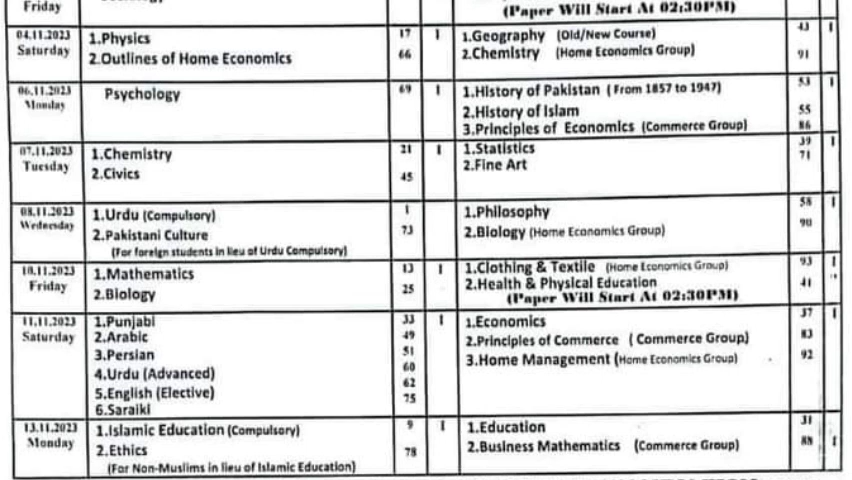 Friday
(Paper Will Start At 02:30PM)
04.11.2023
Saturday
1.Physics 17 I
2.Outlines of Home Economics 66
1.Geography (Old/New Course) 43 I
2.Chemistry (Home Economics Group) 91
06.11.2023
Monday
Psychology 69 I
1.History of Pakistan ( From 1857 to 1947) 53 I
2.History of Islam 55
3.Principles of Economics (Commerce Group) 86
07.11.2023
Tuesday
1.Chemistry 21 I
2.Civics 45
1.Statistics 39 I
2.Fine Art 71
08.11.2023
Wednesday
1.Urdu (Compulsory) 1
2.Pakistani Culture 73
(For foreign students in lieu of Urdu Compulsory)
1.Philosophy 58 I
2.Biology (Home Economics Group) 90
10.11.2023
Friday
1.Mathematics 13 I
2.Biology 25
1.Clothing & Textile (Home Economics Group) 93 I
2.Health & Physical Education 41
(Paper Will Start At 02:30PM)
11.11.2023
Saturday
1.Punjabi 33 I
2.Arabic 49
3.Persian 51
4.Urdu (Advanced) 60
5.English (Elective) 62
6.Saraiki 75
1.Economics 37 I
2.Principles of Commerce ( Commerce Group) 83
3.Home Management (Home Economics Group) 92
13.11.2023
Monday
1.Islamic Education (Compulsory) 9 I
2.Ethics 78
(For Non-Muslims in lieu of Islamic Education)
1.Education 31
2.Business Mathematics (Commerce Group) 88 I